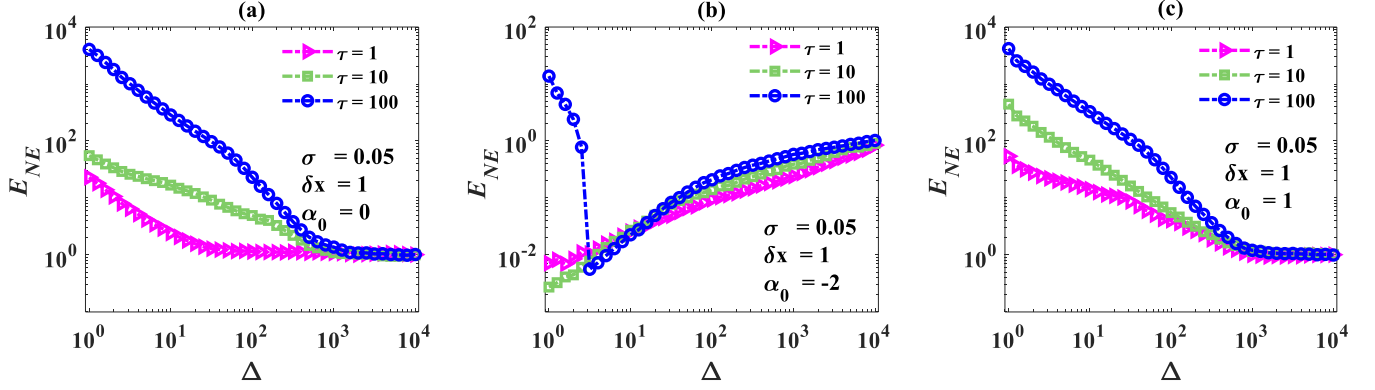 (a)
10^4
10^2
10^0
E_NE
τ = 1
τ = 10
τ = 100
σ = 0.05
δx = 1
α_0 = 0
10^0 10^1 10^2 10^3 10^4
Δ
(b)
10^2
10^0
10^-2
E_NE
τ = 1
τ = 10
τ = 100
σ = 0.05
δx = 1
α_0 = -2
10^0 10^1 10^2 10^3 10^4
Δ
(c)
10^4
10^2
10^0
E_NE
τ = 1
τ = 10
τ = 100
σ = 0.05
δx = 1
α_0 = 1
10^0 10^1 10^2 10^3 10^4
Δ